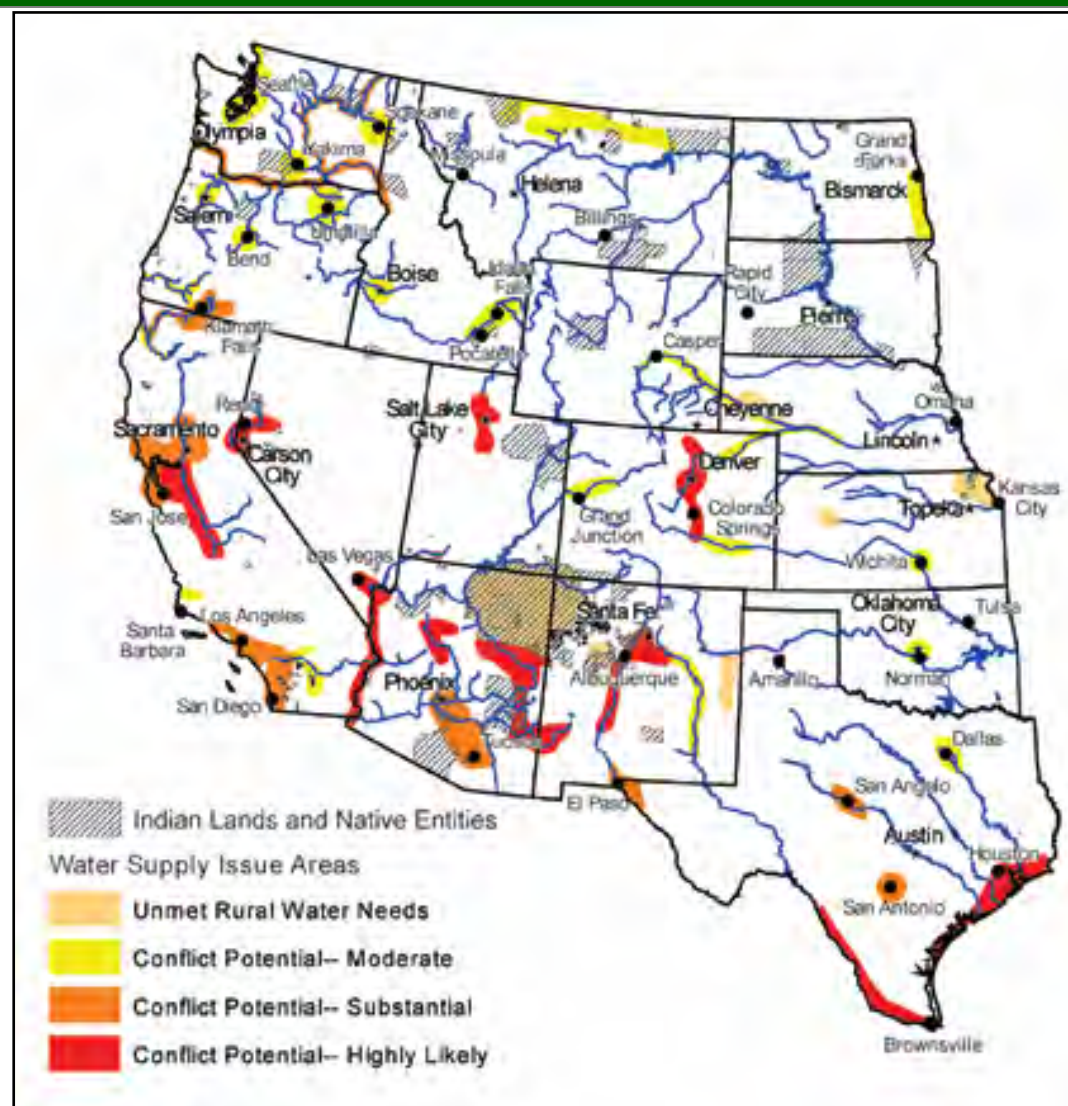 Seattle
Spokane
Olympia
Yakima
Missoula
Helena
Grand
Forks
Bismarck
Salem
Umatilla
Bend
Billings
Boise
Idaho
Falls
Rapid
City
Pierre
Klamath
Falls
Pocatello
Casper
Reno
Salt Lake
City
Cheyenne
Omaha
Lincoln
Sacramento
Carson
City
Denver
Topeka
Kansas
City
San Jose
Grand
Junction
Colorado
Springs
Las Vegas
Wichita
Santa Fe
Oklahoma
City
Tulsa
Los Angeles
Santa
Barbara
Phoenix
Albuquerque
Amarillo
Norman
San Diego
Tucson
Dallas
El Paso
San Angelo
Austin
Houston
San Antonio
Brownsville
Indian Lands and Native Entities
Water Supply Issue Areas
Unmet Rural Water Needs
Conflict Potential-- Moderate
Conflict Potential-- Substantial
Conflict Potential-- Highly Likely